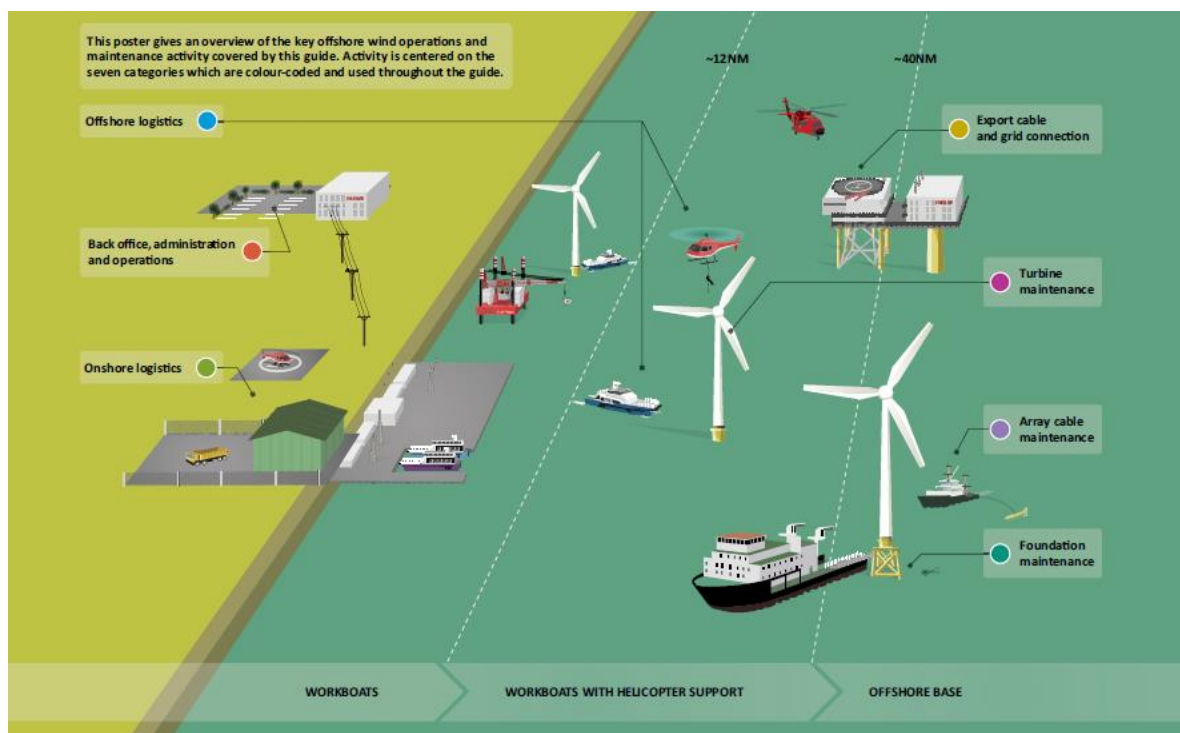 This poster gives an overview of the key offshore wind operations and
maintenance activity covered by this guide. Activity is centered on the
seven categories which are colour-coded and used throughout the guide.
~12NM
~40NM
Offshore logistics
Export cable
and grid connection
Back office, administration
and operations
Turbine
maintenance
Onshore logistics
Array cable
maintenance
Foundation
maintenance
WORKBOATS
WORKBOATS WITH HELICOPTER SUPPORT
OFFSHORE BASE